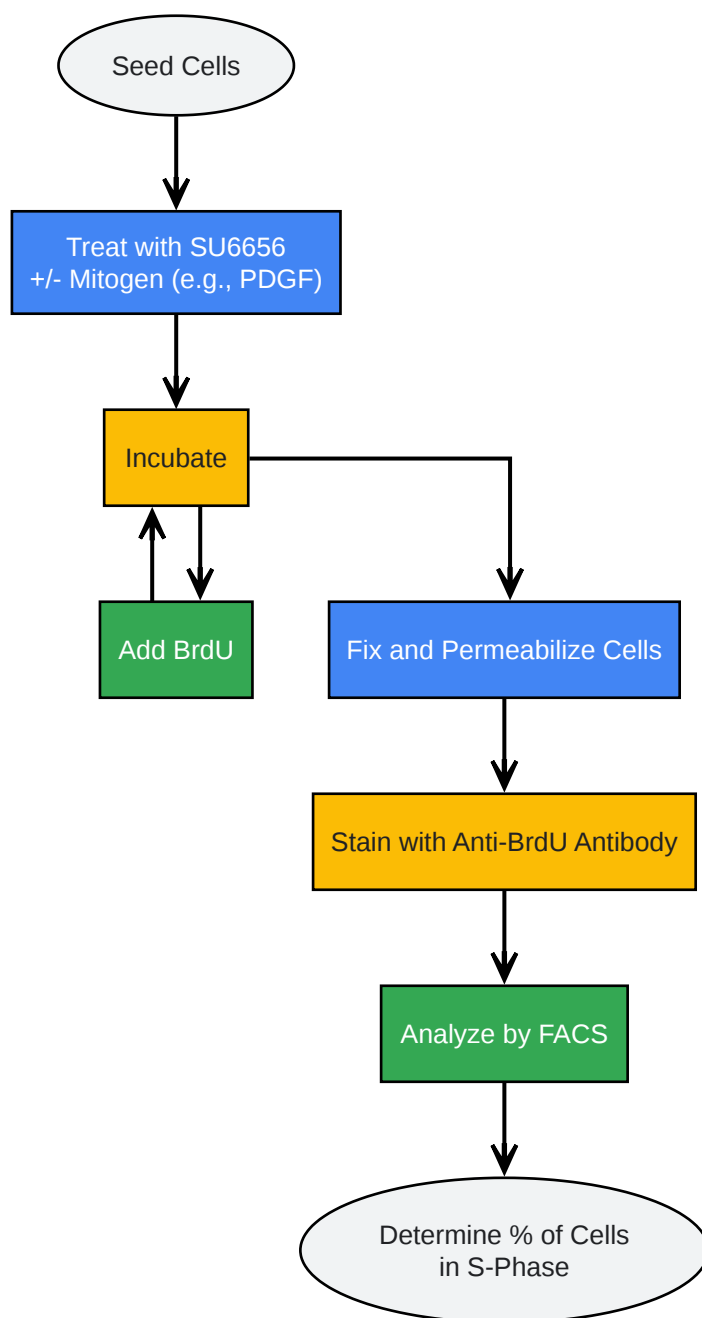 Seed Cells
Treat with SU6656
+/- Mitogen (e.g., PDGF)
Incubate
Add BrdU
Fix and Permeabilize Cells
Stain with Anti-BrdU Antibody
Analyze by FACS
Determine % of Cells
in S-Phase